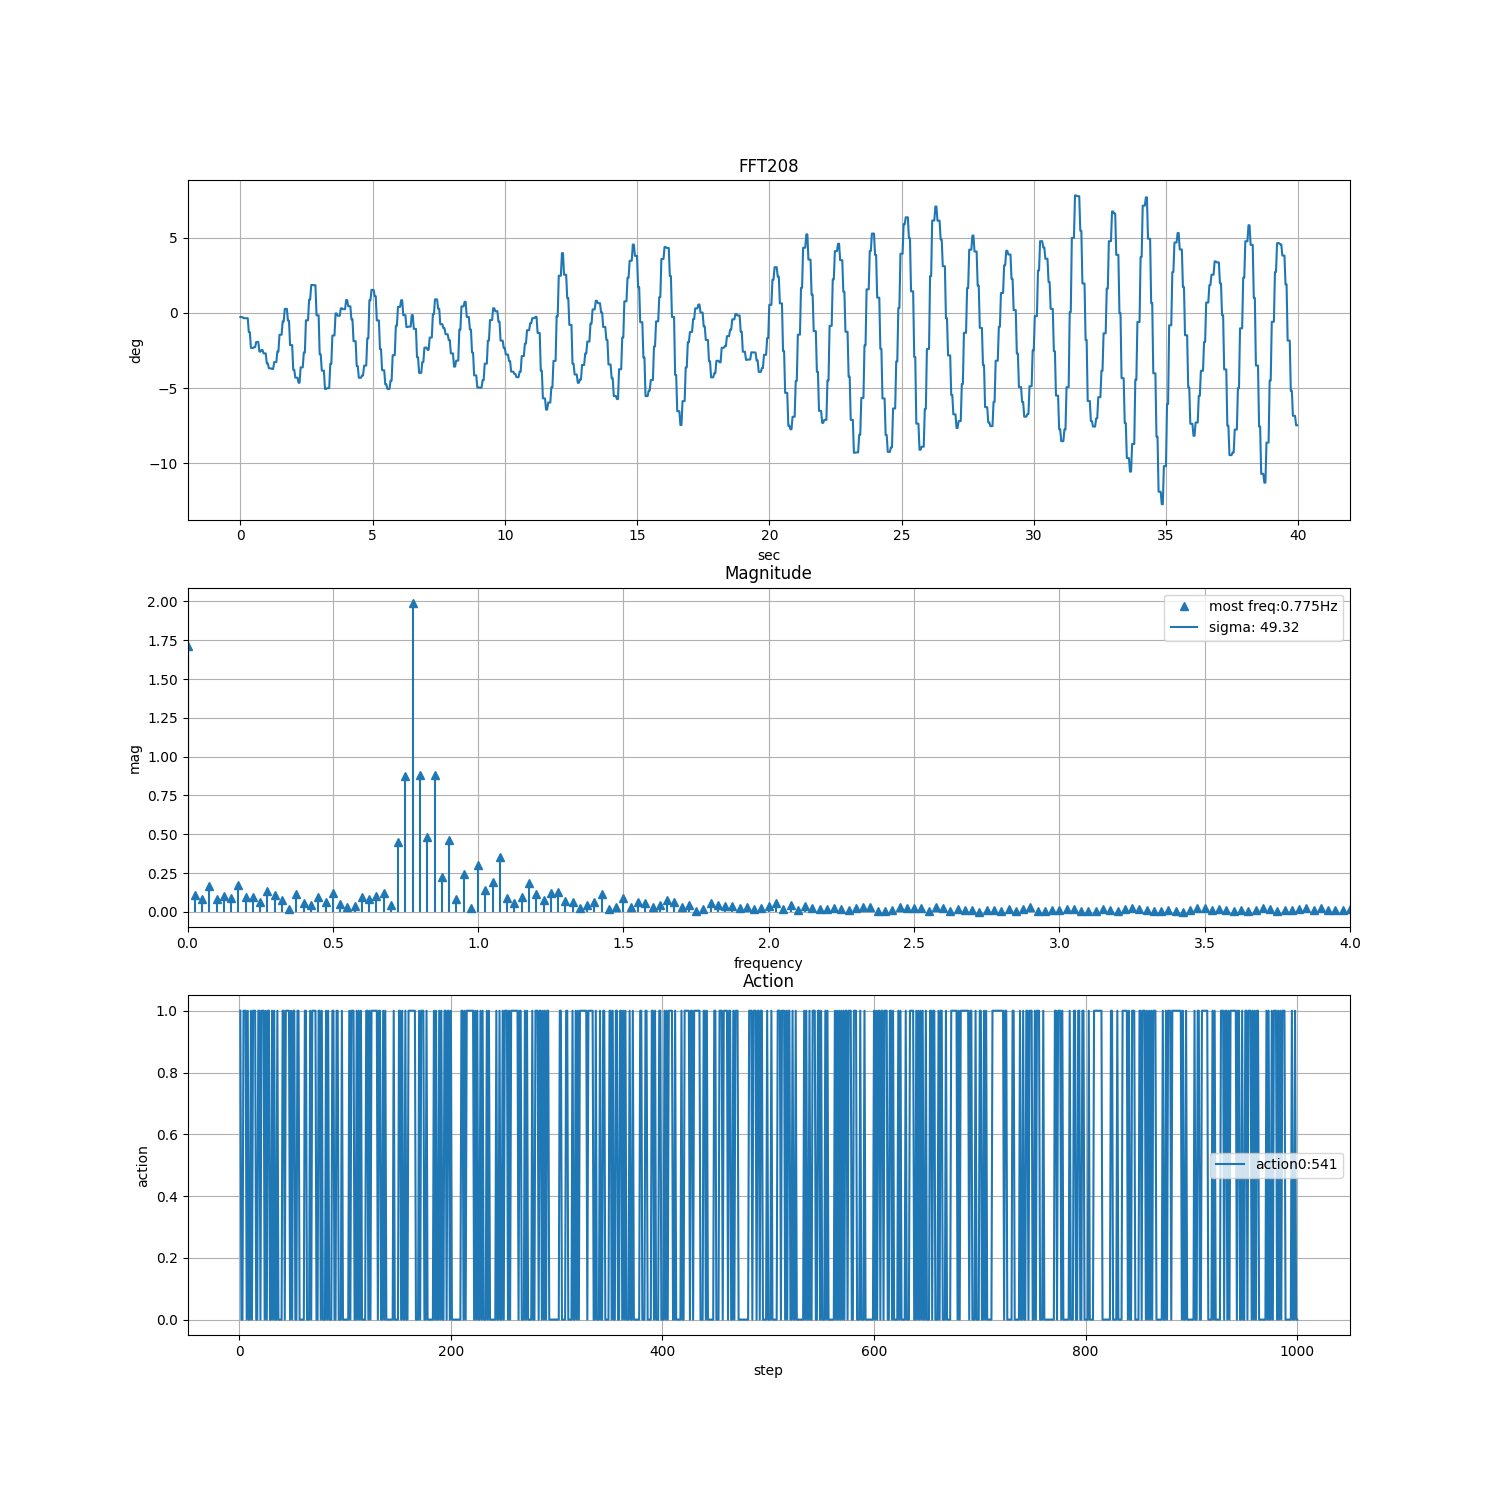 FFT208
5
0
−5
−10
deg
0 5 10 15 20 25 30 35 40
sec
Magnitude
2.00
1.75
1.50
1.25
1.00
0.75
0.50
0.25
0.00
mag
most freq:0.775Hz
sigma: 49.32
0.0 0.5 1.0 1.5 2.0 2.5 3.0 3.5 4.0
frequency
Action
1.0
0.8
0.6
0.4
0.2
0.0
action
action0:541
0 200 400 600 800 1000
step